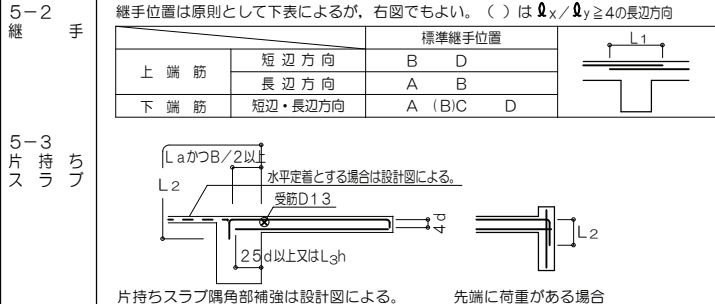 5-2
継手
継手位置は原則として下表によるが，右図でもよい。（ ）は ℓx／ℓy≧4の長辺方向
標準継手位置
上端筋
短辺方向
B D
長辺方向
A B
下端筋
短辺・長辺方向
A (B)C D
L1
5-3
片持ち
スラブ
LaかつB/2以上
水平定着とする場合は設計図による。
L2
受筋D13
4d
25d以上又はL3h
L2
片持ちスラブ隅角部補強は設計図による。
先端に荷重がある場合